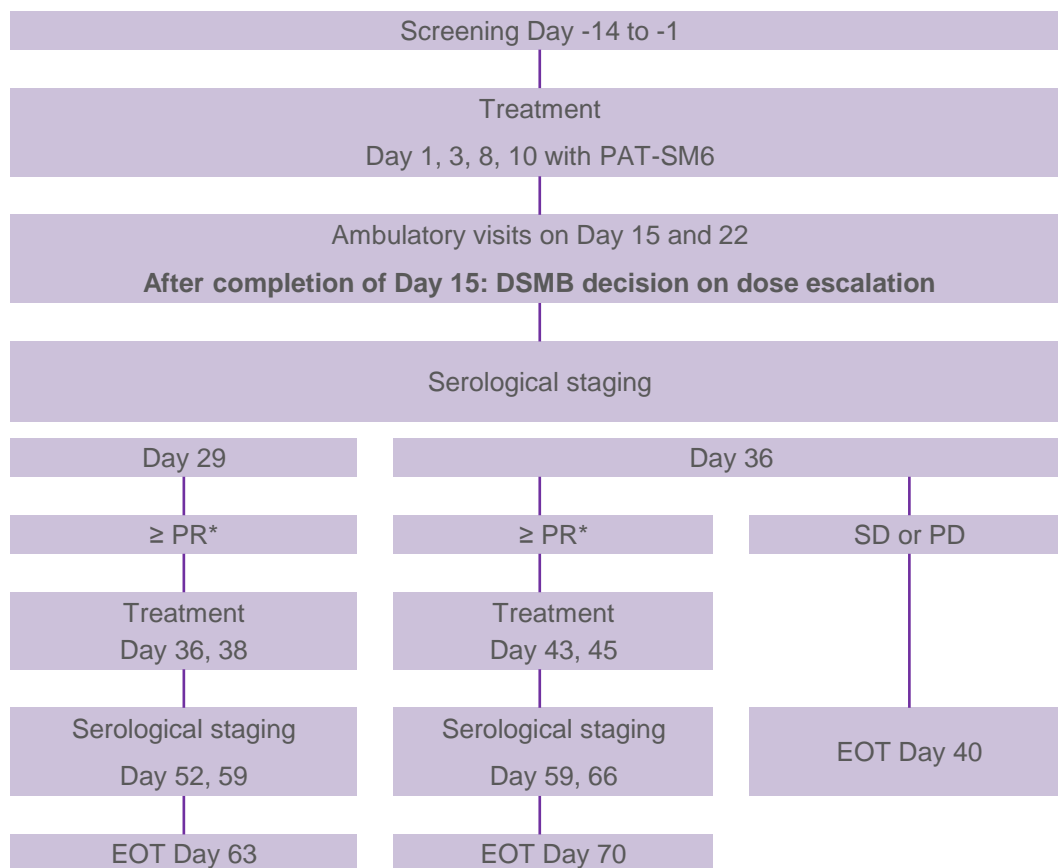 Screening Day -14 to -1
Treatment
Day 1, 3, 8, 10 with PAT-SM6
Ambulatory visits on Day 15 and 22
After completion of Day 15: DSMB decision on dose escalation
Serological staging
Day 29
Day 36
≥ PR*
≥ PR*
SD or PD
Treatment
Day 36, 38
Treatment
Day 43, 45
Serological staging
Day 52, 59
Serological staging
Day 59, 66
EOT Day 40
EOT Day 63
EOT Day 70